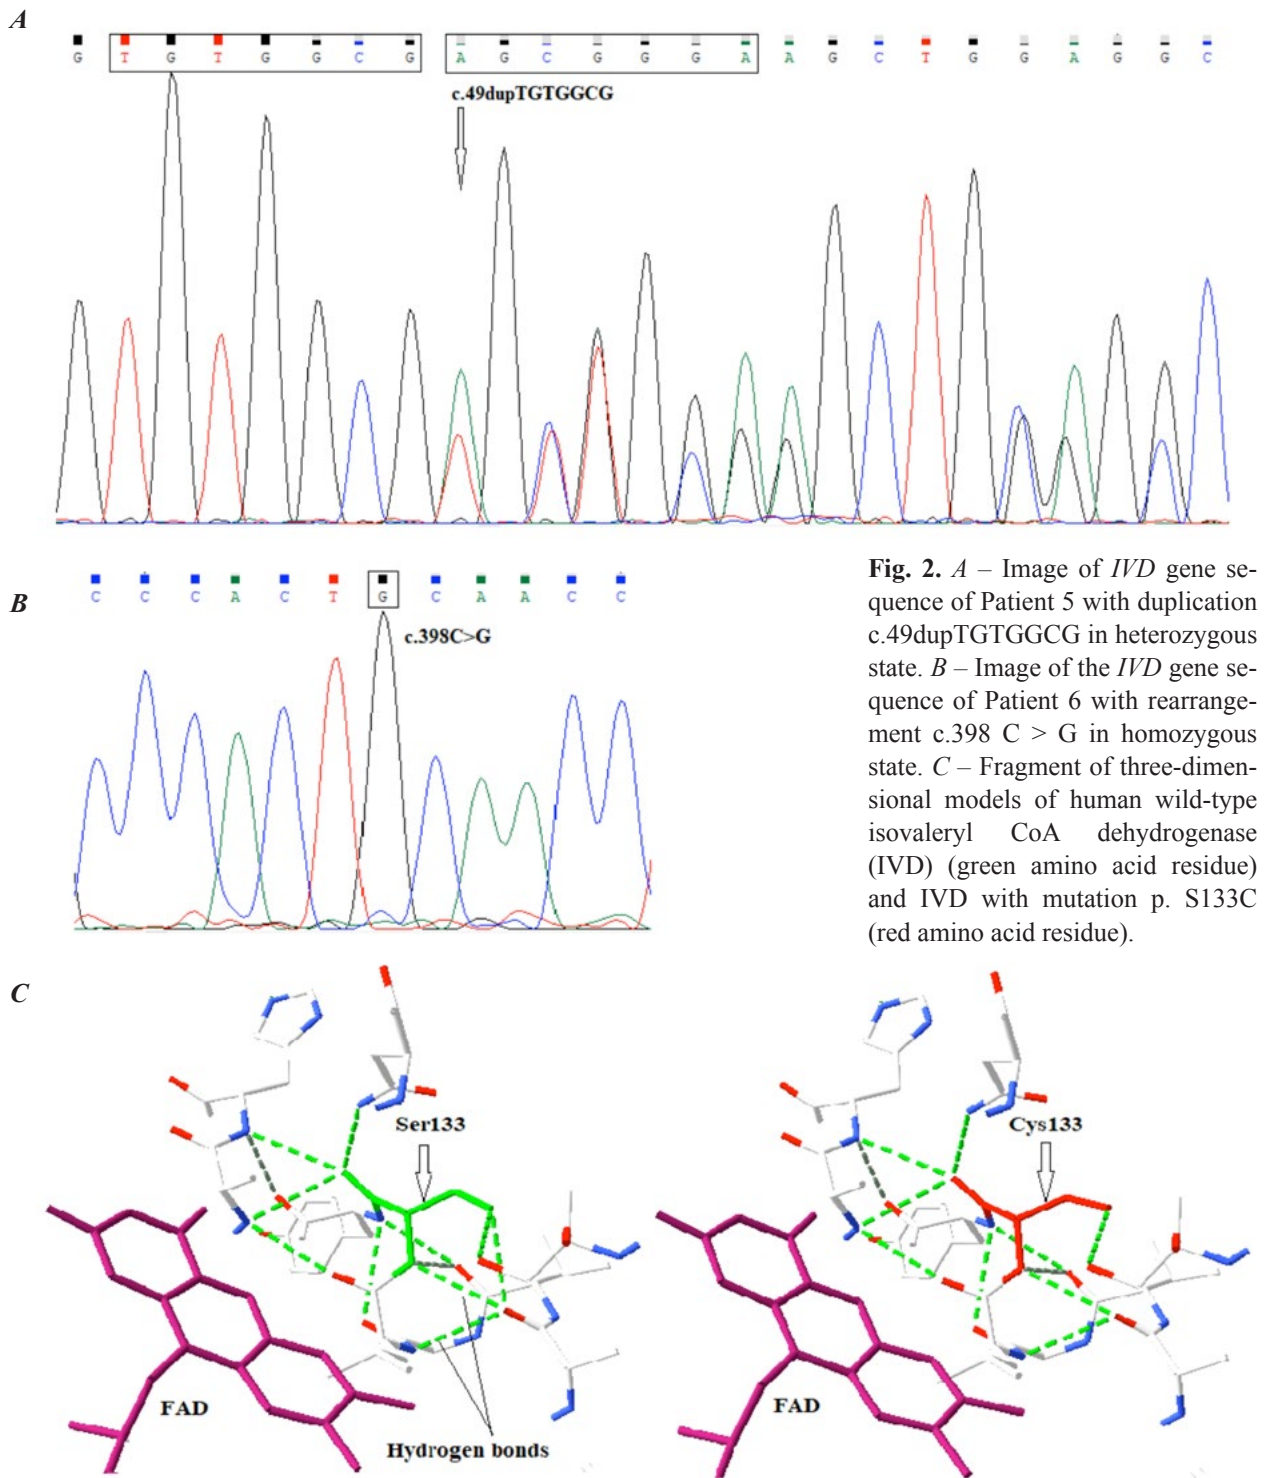 A
G T G T G G C G A G C G G G A A G C T G G A G G C
c.49dupTGTGGCG
B
C C C A C T G C A A C C
c.398C>G
Fig. 2. A – Image of IVD gene se-
quence of Patient 5 with duplication
c.49dupTGTGGCG in heterozygous
state. B – Image of the IVD gene se-
quence of Patient 6 with rearrange-
ment c.398 C > G in homozygous
state. C – Fragment of three-dimen-
sional models of human wild-type
isovaleryl CoA dehydrogenase
(IVD) (green amino acid residue)
and IVD with mutation p. S133C
(red amino acid residue).
C
Ser133
FAD
Hydrogen bonds
Cys133
FAD